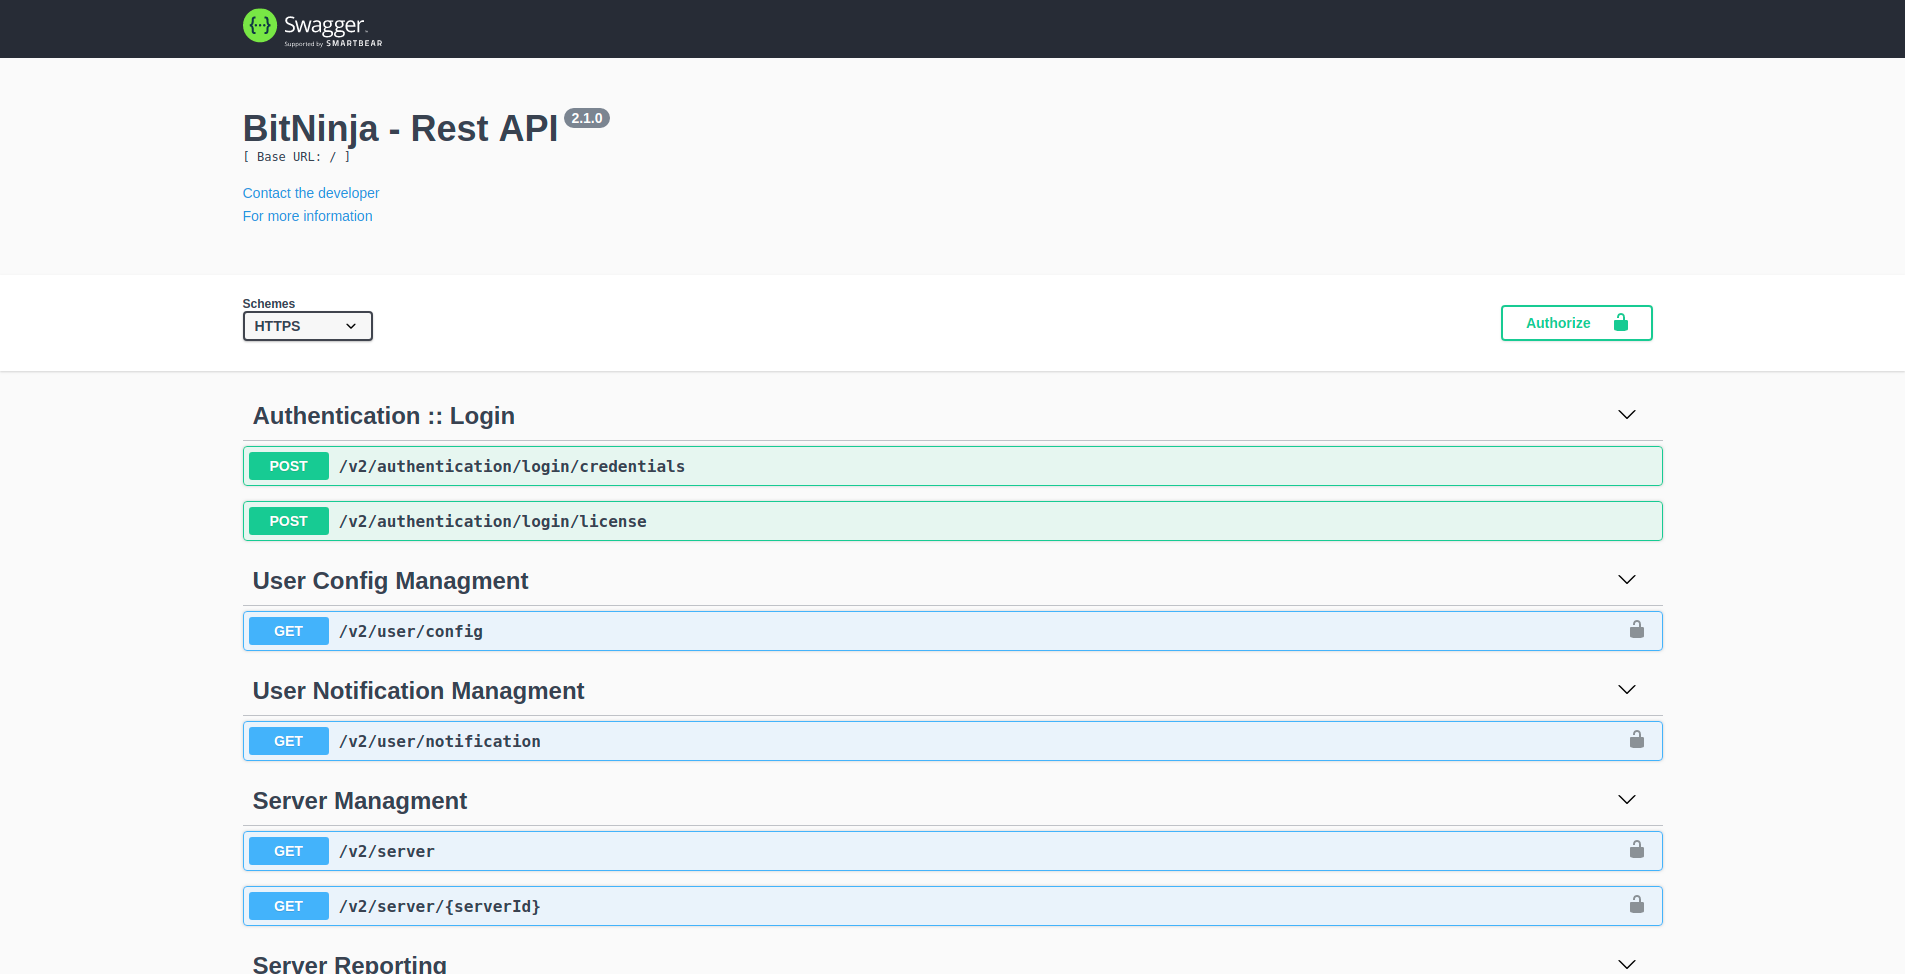 {···} Swagger™
Supported by SMARTBEAR
BitNinja - Rest API 2.1.0
[ Base URL: / ]
Contact the developer
For more information
Schemes
HTTPS
Authorize
Authentication :: Login
POST /v2/authentication/login/credentials
POST /v2/authentication/login/license
User Config Managment
GET /v2/user/config
User Notification Managment
GET /v2/user/notification
Server Managment
GET /v2/server
GET /v2/server/{serverId}
Server Reporting